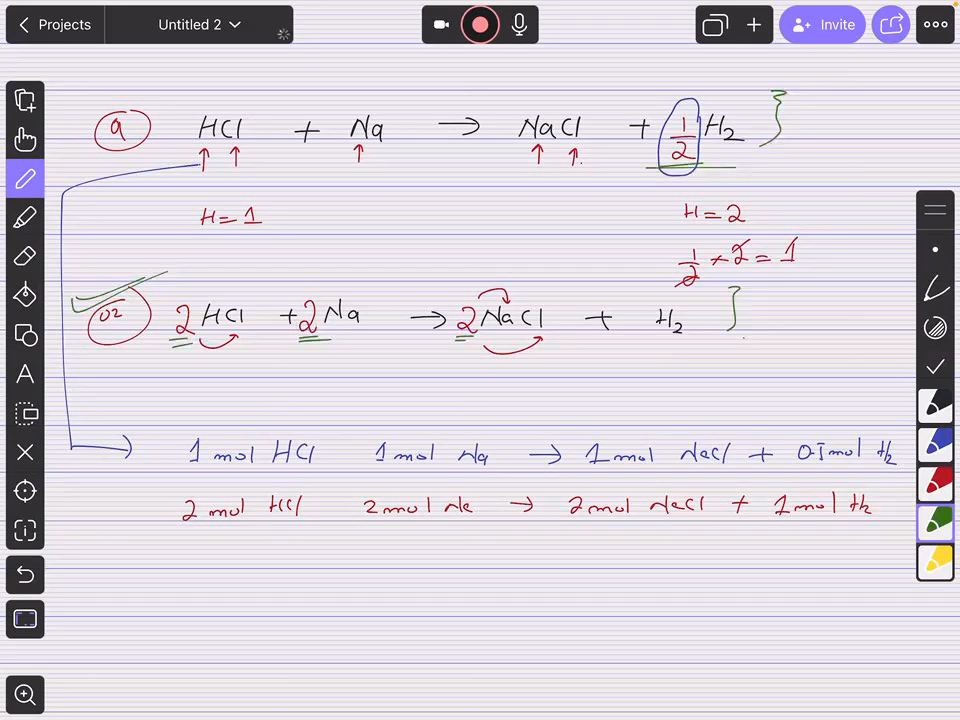 Projects Untitled 2 Invite
a HCl + Na → NaCl + 1/2 H₂
H = 1 H = 2
1/2 × 2 = 1
02 2HCl + 2Na → 2NaCl + H₂
A
1 mol HCl 1 mol Na → 1 mol NaCl + 0.5 mol H₂
2 mol HCl 2 mol Na → 2 mol NaCl + 1 mol H₂